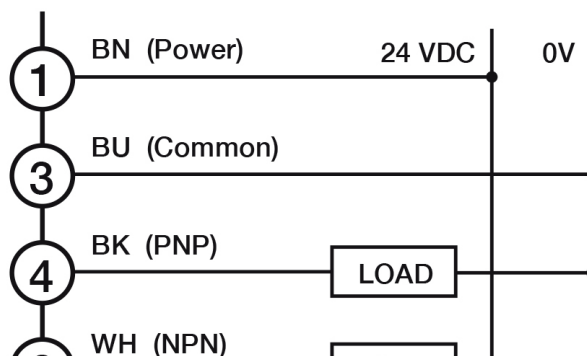 BN (Power) 24 VDC 0V
1
BU (Common)
3
BK (PNP)
4 LOAD
WH (NPN)